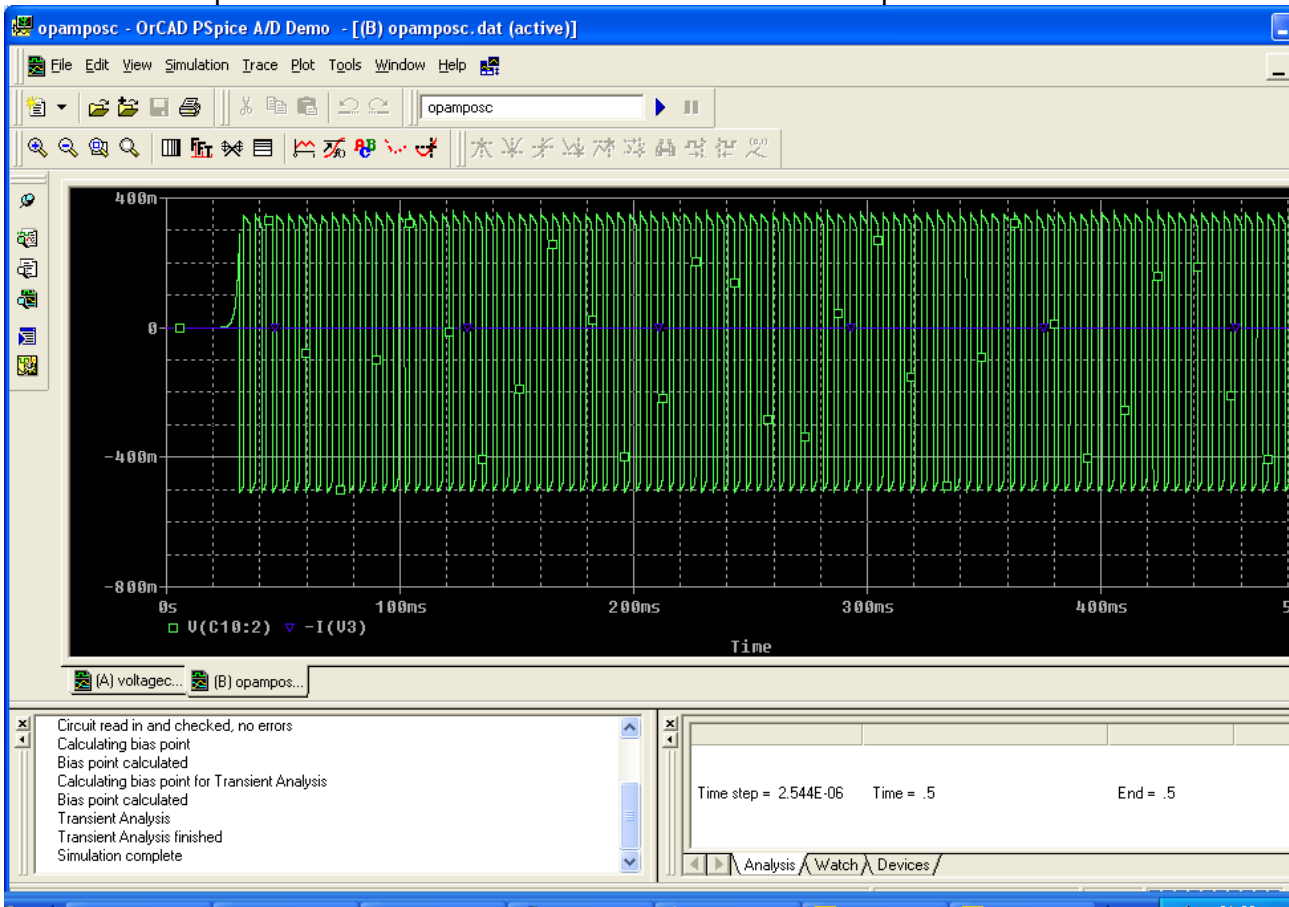 opamposc - OrCAD PSpice A/D Demo - [(B) opamposc.dat (active)]
File Edit View Simulation Trace Plot Tools Window Help
opamposc
400m
0
-400m
-800m
0s 100ms 200ms 300ms 400ms 5
V(C10:2) -I(V3)
Time
(A) voltagec... (B) opampos...
Circuit read in and checked, no errors
Calculating bias point
Bias point calculated
Calculating bias point for Transient Analysis
Bias point calculated
Transient Analysis
Transient Analysis finished
Simulation complete
Time step = 2.544E-06 Time = .5 End = .5
Analysis Watch Devices